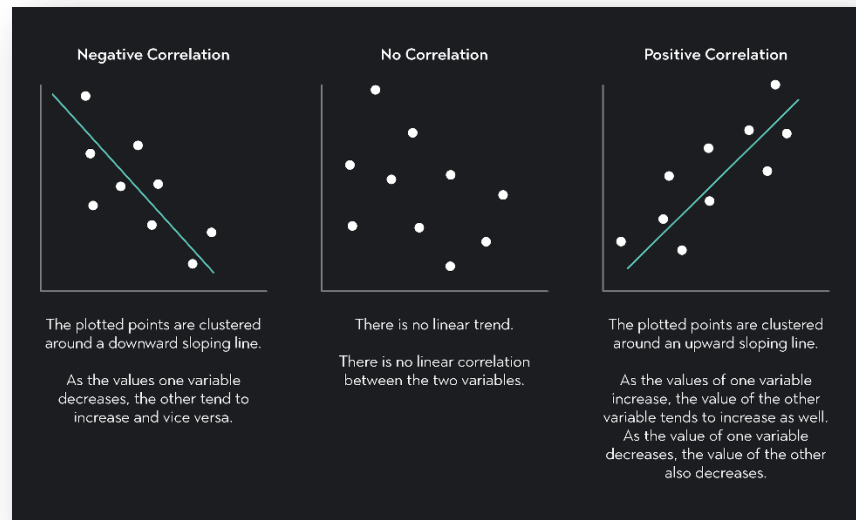 Negative Correlation
The plotted points are clustered
around a downward sloping line.
As the values one variable
decreases, the other tend to
increase and vice versa.
No Correlation
There is no linear trend.
There is no linear correlation
between the two variables.
Positive Correlation
The plotted points are clustered
around an upward sloping line.
As the values of one variable
increase, the value of the other
variable tends to increase as well.
As the value of one variable
decreases, the value of the other
also decreases.